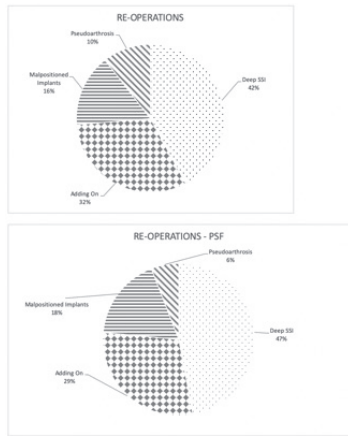 RE-OPERATIONS
Pseudoarthrosis
10%
Malpositioned
Implants
16%
Deep SSI
42%
Adding On
32%
RE-OPERATIONS - PSF
Pseudoarthrosis
6%
Malpositioned Implants
18%
Deep SSI
47%
Adding On
29%